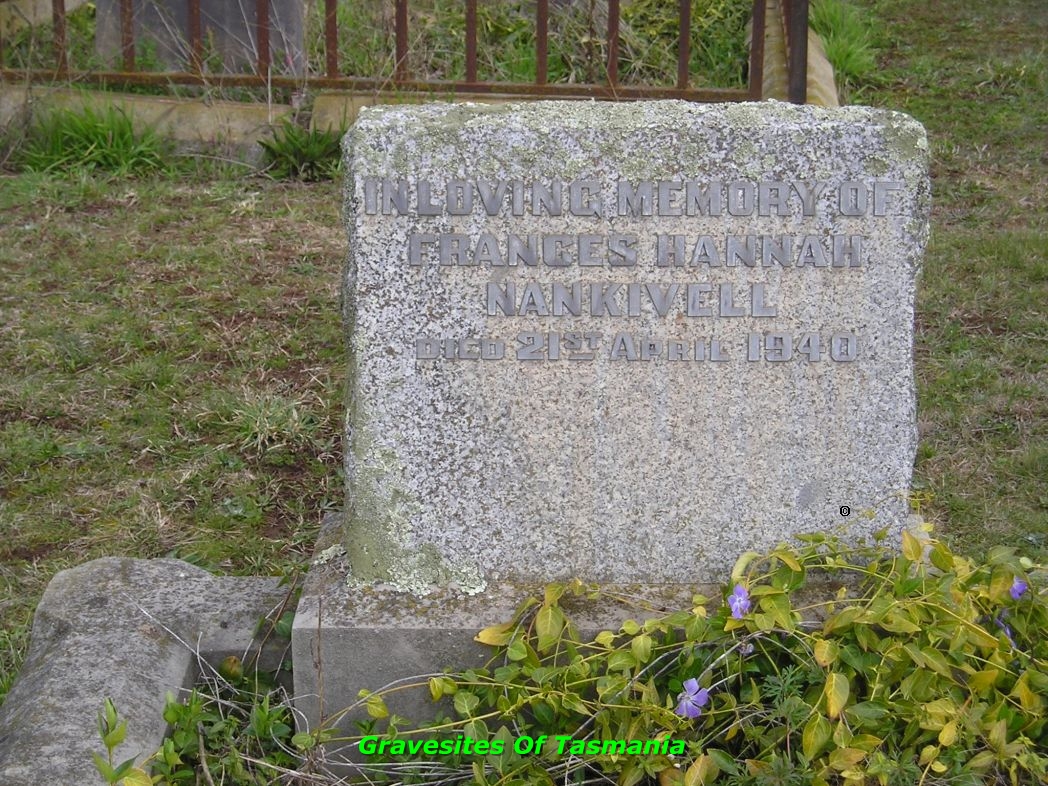 IN LOVING MEMORY OF
FRANCES HANNAH
NANKIVELL
DIED 21ST APRIL 1940
©
Gravesites Of Tasmania